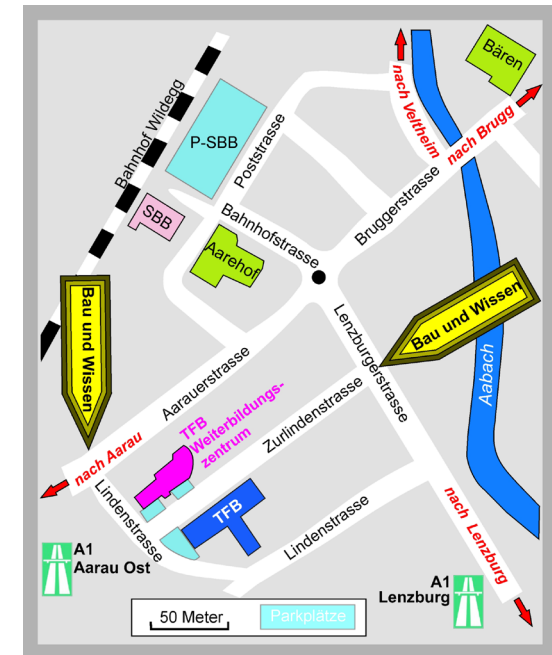 Bären
nach Veltheim
nach Brugg
Bahnhof Wildegg
P-SBB
Poststrasse
SBB
Bahnhofstrasse
Bruggerstrasse
Aarehof
Bau und Wissen
Bau und Wissen
Lenzburgerstrasse
Aabach
Aarauerstrasse
TFB
Weiterbildungs-
zentrum
Zurlindenstrasse
nach Aarau
Lindenstrasse
TFB
Lindenstrasse
nach Lenzburg
A1
Aarau Ost
A1
Lenzburg
50 Meter
Parkplätze